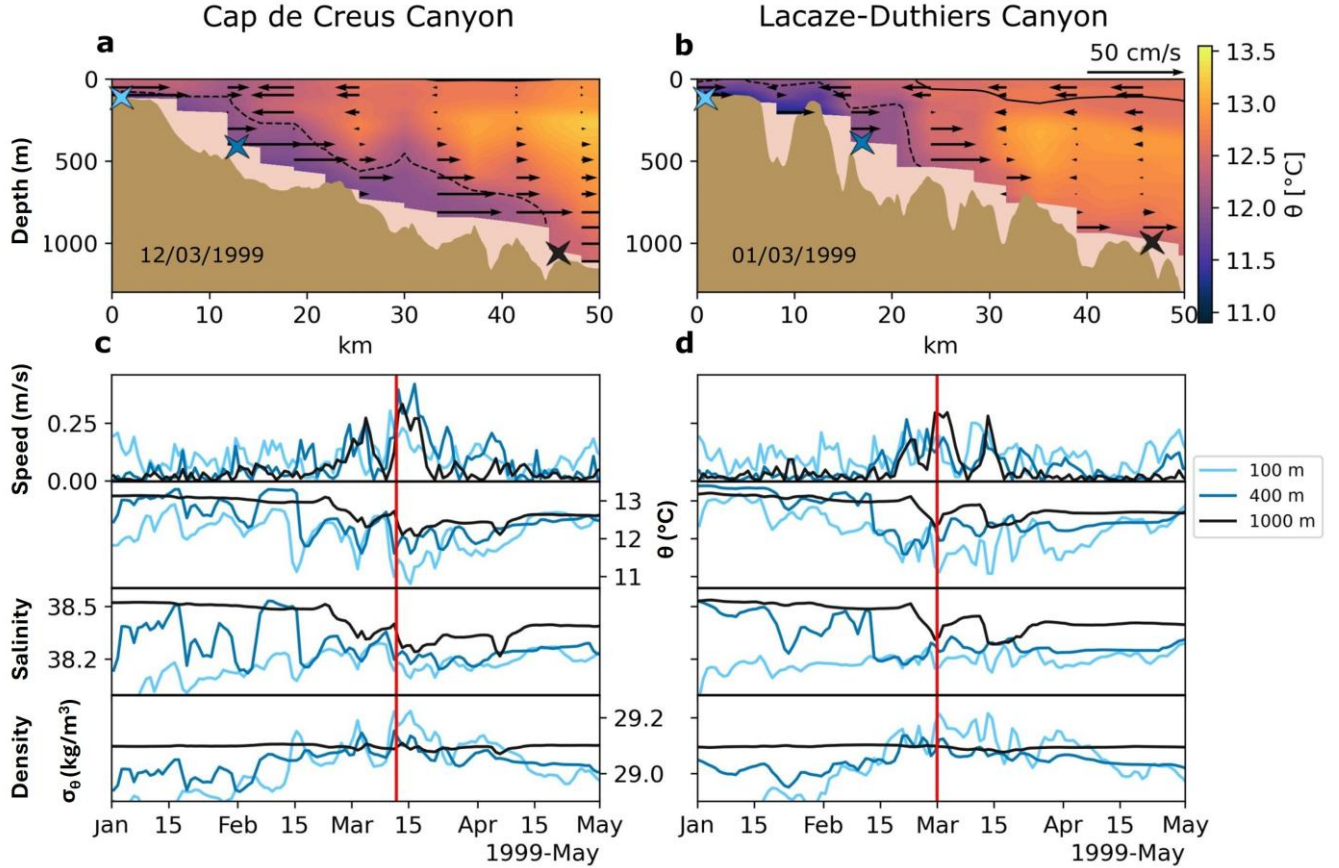 Cap de Creus Canyon
Lacaze-Duthiers Canyon
a
b
50 cm/s
0
500
1000
Depth (m)
12/03/1999
01/03/1999
13.5
13.0
12.5
12.0
11.5
11.0
θ [°C]
0 10 20 30 40 50
km
0 10 20 30 40 50
km
c
d
Speed (m/s)
0.25
0.00
13
12
11
θ (°C)
Salinity
38.5
38.2
Density
σθ (kg/m³)
29.2
29.0
100 m
400 m
1000 m
Jan 15 Feb 15 Mar 15 Apr 15 May
1999-May
Jan 15 Feb 15 Mar 15 Apr 15 May
1999-May